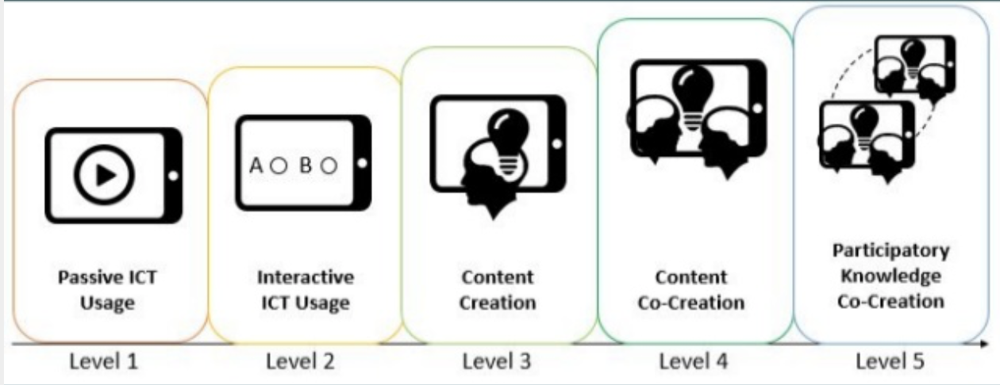 A B
Passive ICT
Usage
Interactive
ICT Usage
Content
Creation
Content
Co-Creation
Participatory
Knowledge
Co-Creation
Level 1
Level 2
Level 3
Level 4
Level 5